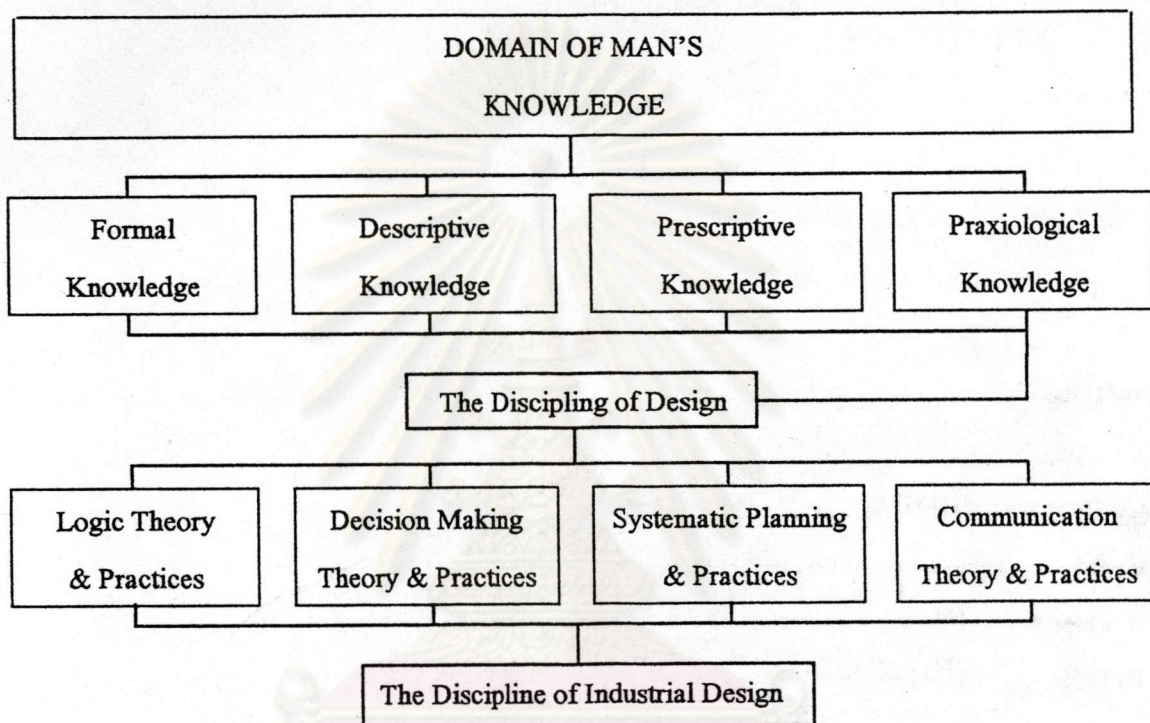 DOMAIN OF MAN'S
KNOWLEDGE
Formal
Knowledge
Descriptive
Knowledge
Prescriptive
Knowledge
Praxiological
Knowledge
The Discipling of Design
Logic Theory
& Practices
Decision Making
Theory & Practices
Systematic Planning
& Practices
Communication
Theory & Practices
The Discipline of Industrial Design